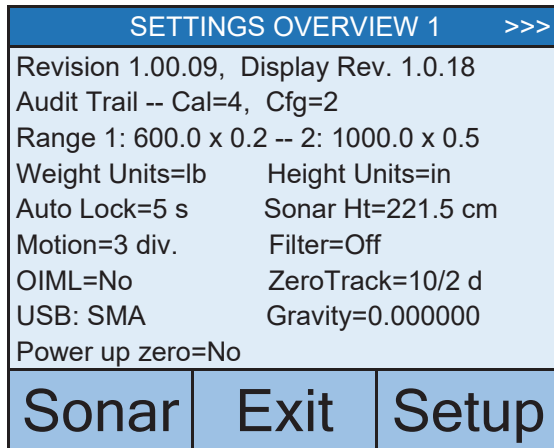 SETTINGS OVERVIEW 1 >>>
Revision 1.00.09, Display Rev. 1.0.18
Audit Trail -- Cal=4, Cfg=2
Range 1: 600.0 x 0.2 -- 2: 1000.0 x 0.5
Weight Units=lb Height Units=in
Auto Lock=5 s Sonar Ht=221.5 cm
Motion=3 div. Filter=Off
OIML=No ZeroTrack=10/2 d
USB: SMA Gravity=0.000000
Power up zero=No
Sonar Exit Setup